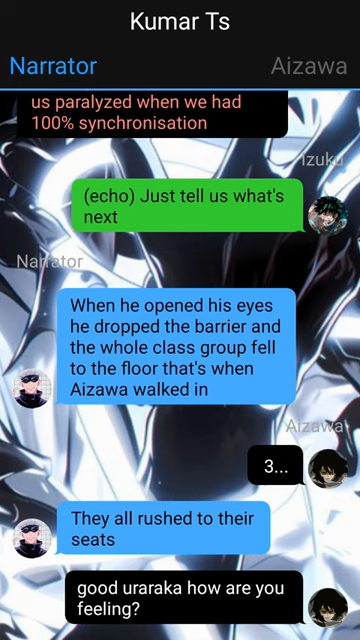 Kumar Ts
Narrator
Aizawa
us paralyzed when we had
100% synchronisation
Izuku
(echo) Just tell us what's
next
Narrator
When he opened his eyes
he dropped the barrier and
the whole class group fell
to the floor that's when
Aizawa walked in
Aizawa
3...
They all rushed to their
seats
good uraraka how are you
feeling?